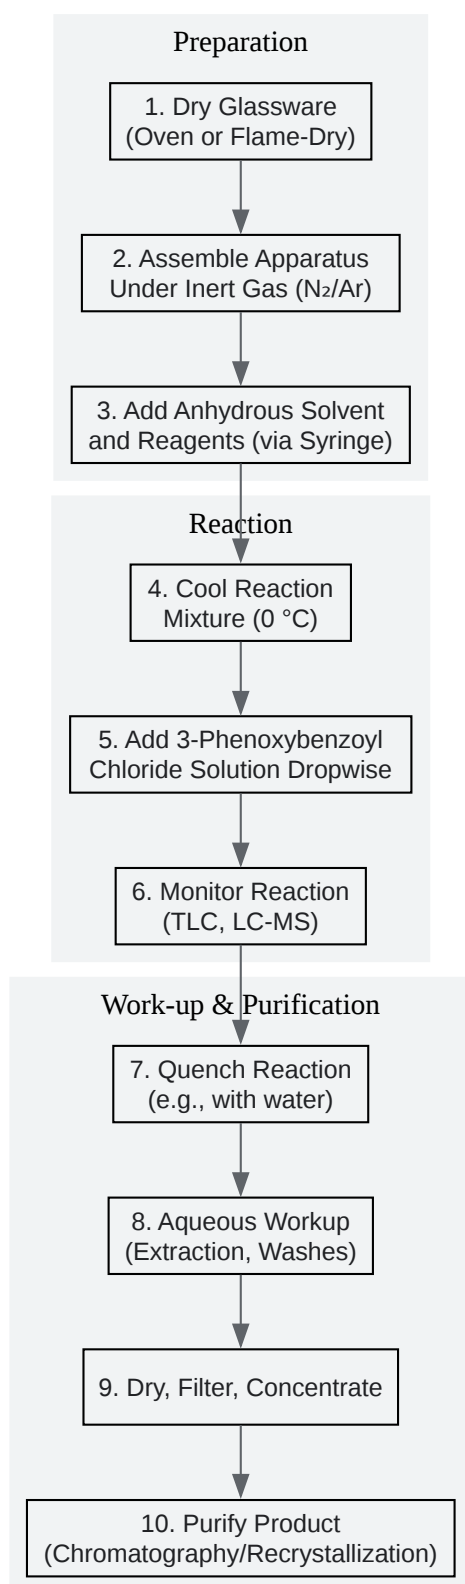 Preparation
1. Dry Glassware
(Oven or Flame-Dry)
2. Assemble Apparatus
Under Inert Gas (N₂/Ar)
3. Add Anhydrous Solvent
and Reagents (via Syringe)
Reaction
4. Cool Reaction
Mixture (0 °C)
5. Add 3-Phenoxybenzoyl
Chloride Solution Dropwise
6. Monitor Reaction
(TLC, LC-MS)
Work-up & Purification
7. Quench Reaction
(e.g., with water)
8. Aqueous Workup
(Extraction, Washes)
9. Dry, Filter, Concentrate
10. Purify Product
(Chromatography/Recrystallization)